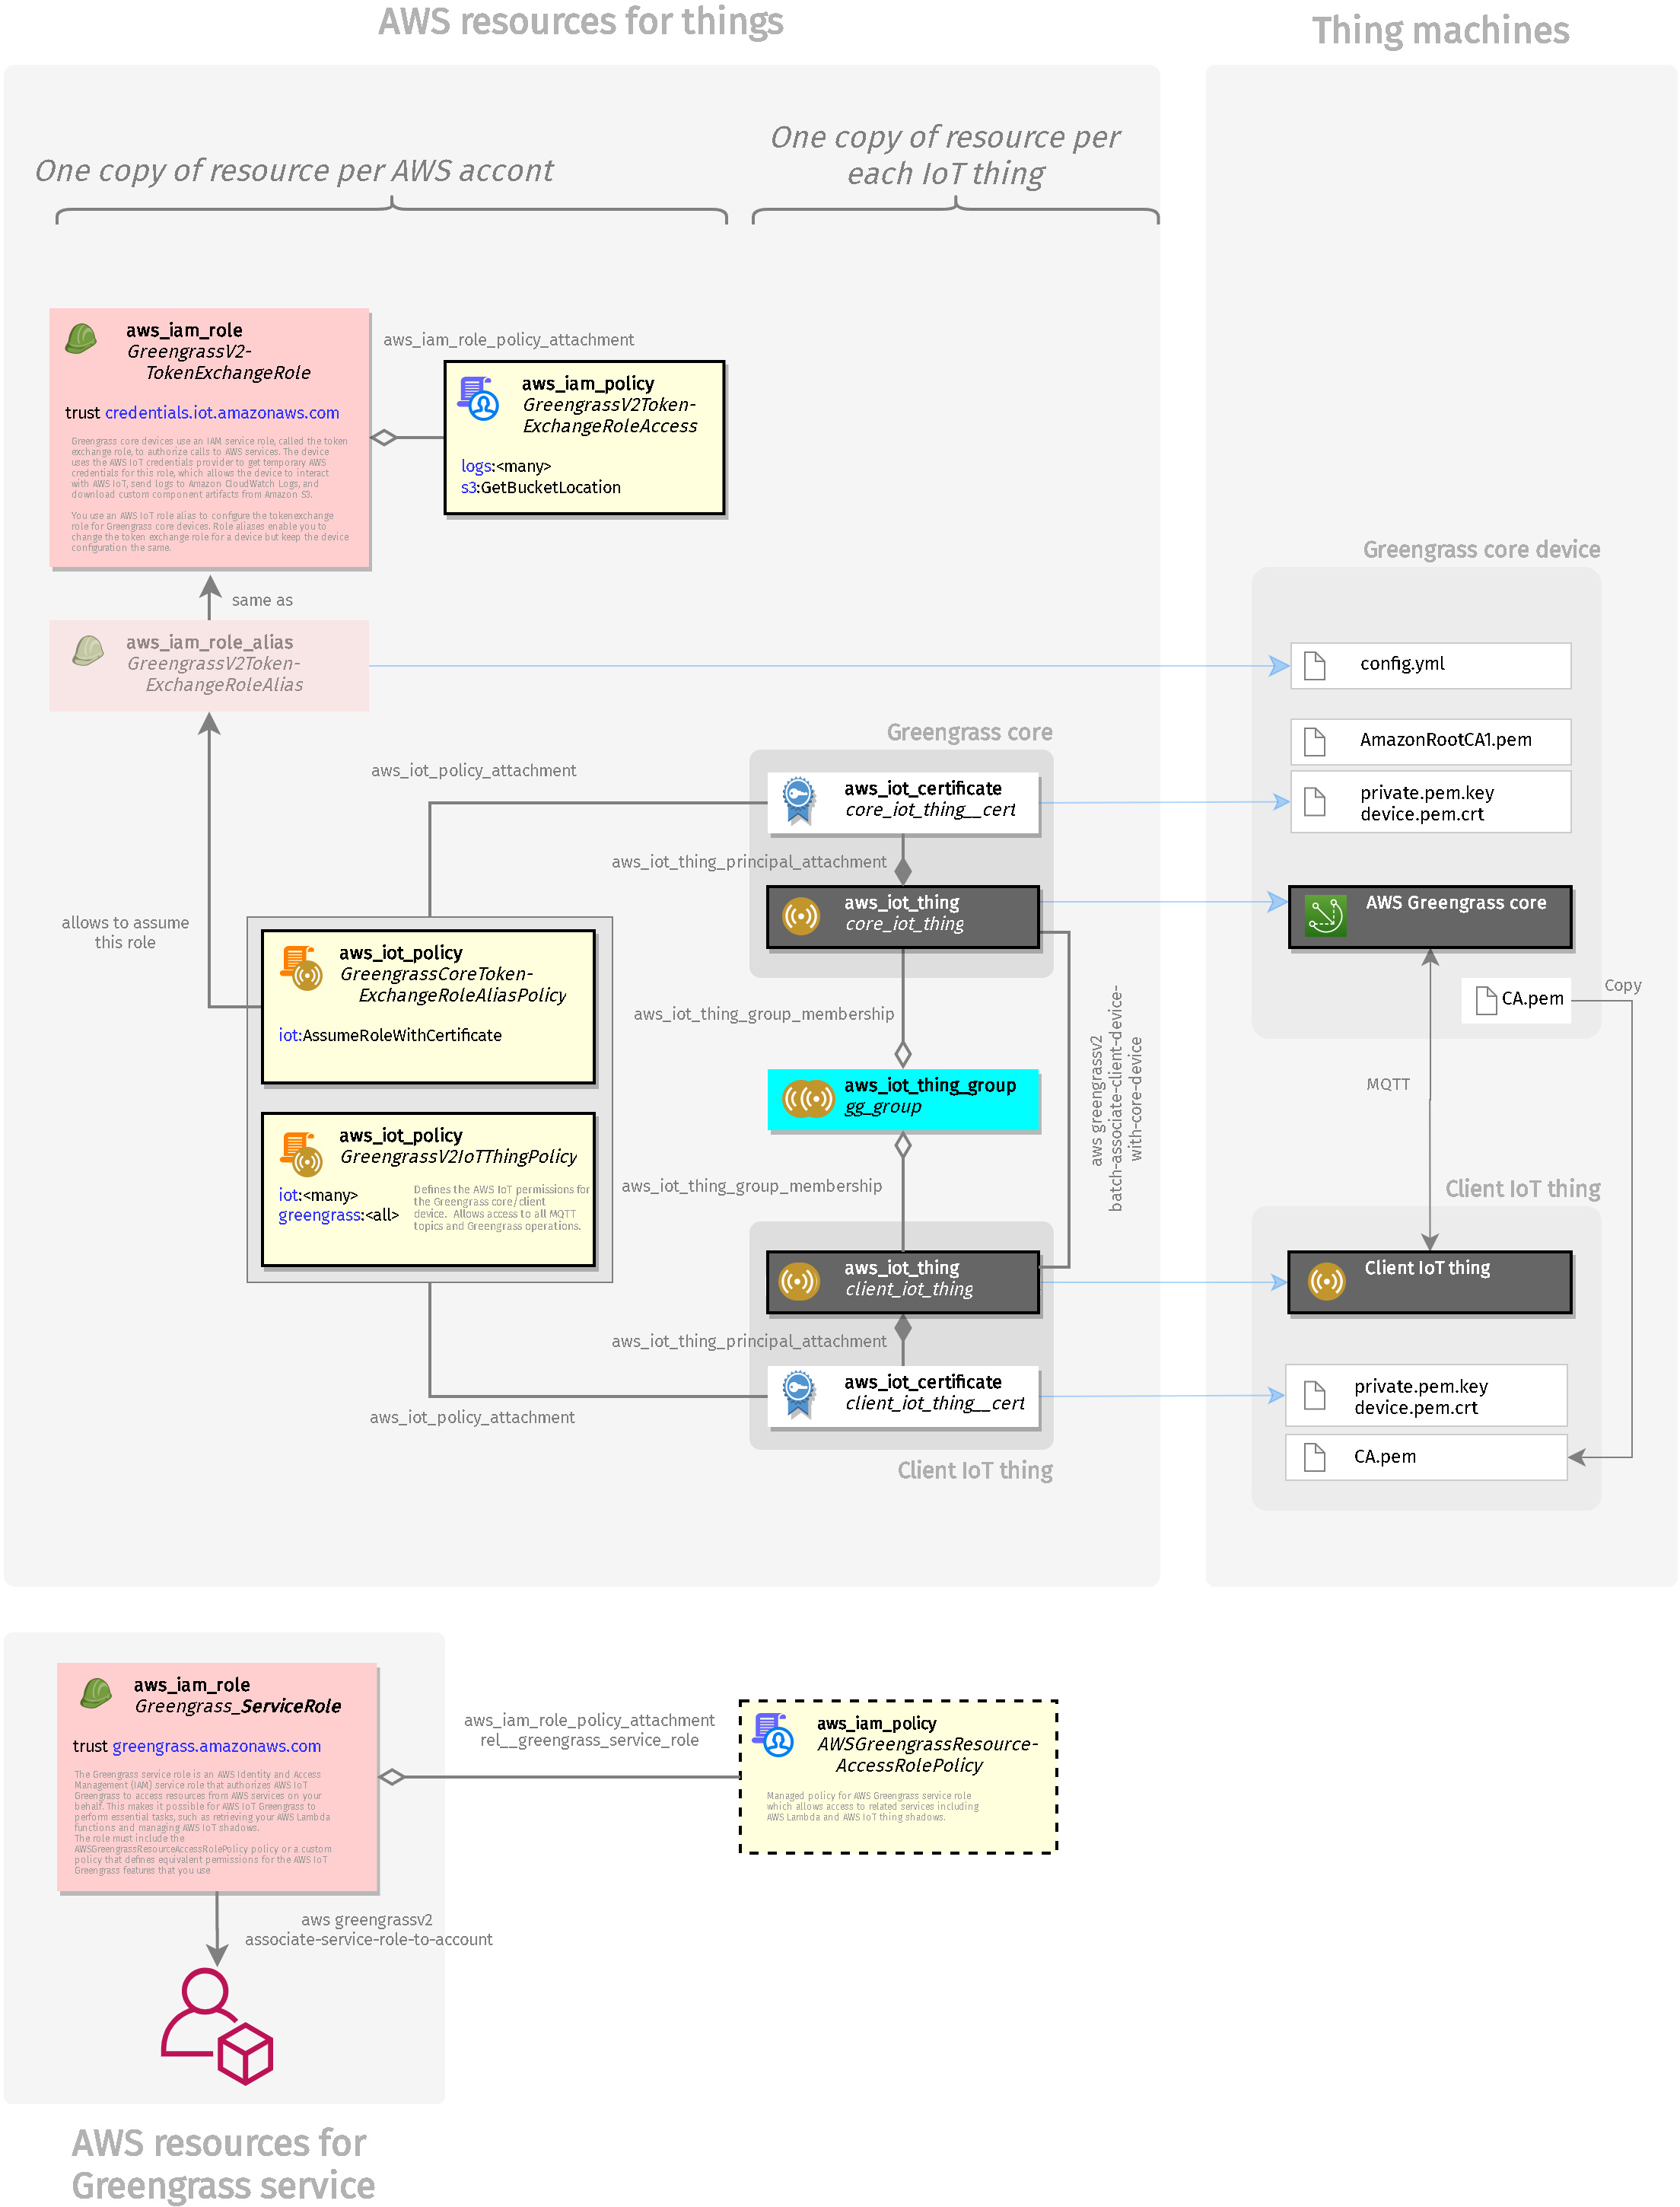 AWS resources for things
Thing machines
One copy of resource per AWS accont
One copy of resource per
each IoT thing
aws_iam_role
GreengrassV2-
TokenExchangeRole
trust credentials.iot.amazonaws.com
Greengrass core devices use an IAM service role, called the token
exchange role, to authorize calls to AWS services. The device
uses the AWS IoT credentials provider to get temporary AWS
credentials for this role, which allows the device to interact
with AWS IoT, send logs to Amazon CloudWatch Logs, and
download custom component artifacts from Amazon S3.
You use an AWS IoT role alias to configure the tokenexchange
role for Greengrass core devices. Role aliases enable you to
change the token exchange role for a device but keep the device
configuration the same.
aws_iam_role_policy_attachment
aws_iam_policy
GreengrassV2Token-
ExchangeRoleAccess
logs:<many>
s3:GetBucketLocation
same as
aws_iam_role_alias
GreengrassV2Token-
ExchangeRoleAlias
Greengrass core device
config.yml
AmazonRootCA1.pem
private.pem.key
device.pem.crt
AWS Greengrass core
CA.pem
Copy
MQTT
Greengrass core
aws_iot_policy_attachment
aws_iot_certificate
core_iot_thing__cert
aws_iot_thing_principal_attachment
aws_iot_thing
core_iot_thing
allows to assume
this role
aws_iot_policy
GreengrassCoreToken-
ExchangeRoleAliasPolicy
iot:AssumeRoleWithCertificate
aws_iot_thing_group_membership
aws_iot_thing_group
gg_group
aws greengrassv2
batch-associate-client-device-
with-core-device
aws_iot_policy
GreengrassV2IoTThingPolicy
iot:<many>
greengrass:<all>
Defines the AWS IoT permissions for
the Greengrass core/client
device. Allows access to all MQTT
topics and Greengrass operations.
aws_iot_thing_group_membership
aws_iot_thing
client_iot_thing
aws_iot_thing_principal_attachment
aws_iot_certificate
client_iot_thing__cert
aws_iot_policy_attachment
Client IoT thing
Client IoT thing
Client IoT thing
private.pem.key
device.pem.crt
CA.pem
aws_iam_role
Greengrass_ServiceRole
trust greengrass.amazonaws.com
The Greengrass service role is an AWS Identity and Access
Management (IAM) service role that authorizes AWS IoT
Greengrass to access resources from AWS services on your
behalf. This makes it possible for AWS IoT Greengrass to
perform essential tasks, such as retrieving your AWS Lambda
functions and managing AWS IoT shadows.
The role must include the
AWSGreengrassResourceAccessRolePolicy policy or a custom
policy that defines equivalent permissions for the AWS IoT
Greengrass features that you use
aws_iam_role_policy_attachment
rel__greengrass_service_role
aws_iam_policy
AWSGreengrassResource-
AccessRolePolicy
Managed policy for AWS Greengrass service role
which allows access to related services including
AWS Lambda and AWS IoT thing shadows.
aws greengrassv2
associate-service-role-to-account
AWS resources for
Greengrass service